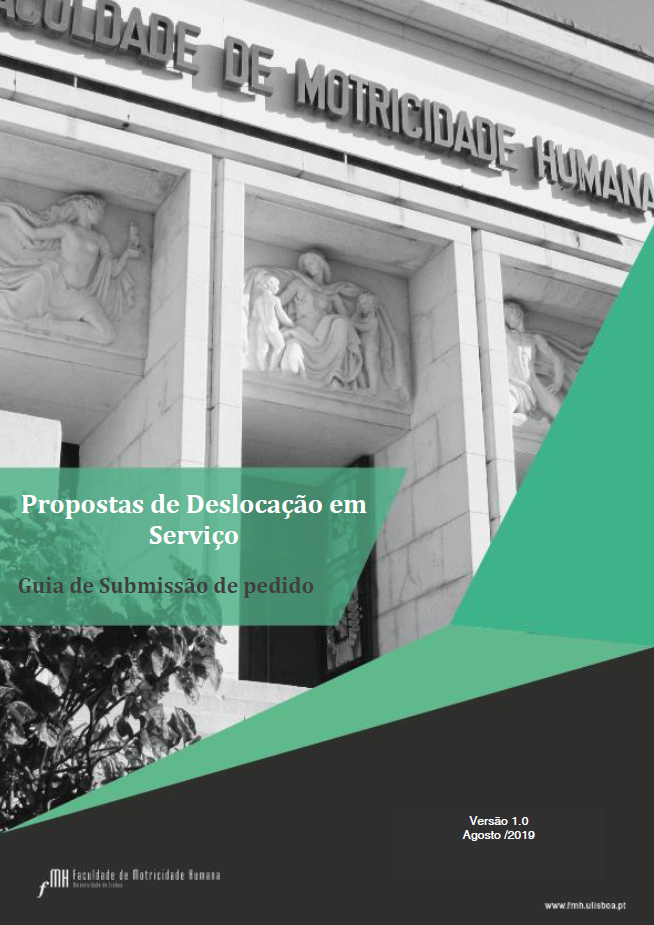 ACULDADE DE MOTRICIDADE HUMANA
Propostas de Deslocação em
Serviço
Guia de Submissão de pedido
Versão 1.0
Agosto /2019
fMH Faculdade de Motricidade Humana
Universidade de Lisboa
www.fmh.ulisboa.pt